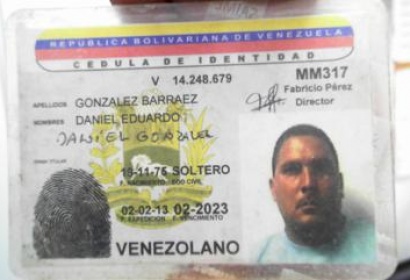 REPUBLICA BOLIVARIANA DE VENEZUELA
CEDULA DE IDENTIDAD
V 14.248.679
MM317
Fabricio Pérez
Director
APELLIDOS GONZALEZ BARRAEZ
NOMBRES DANIEL EDUARDO
DANIEL GONZALEZ
FIRMA TITULAR
19-11-75 SOLTERO
F. NACIMIENTO EDO CIVIL
02-02-13 02-2023
F. EXPEDICION F. VENCIMIENTO
VENEZOLANO